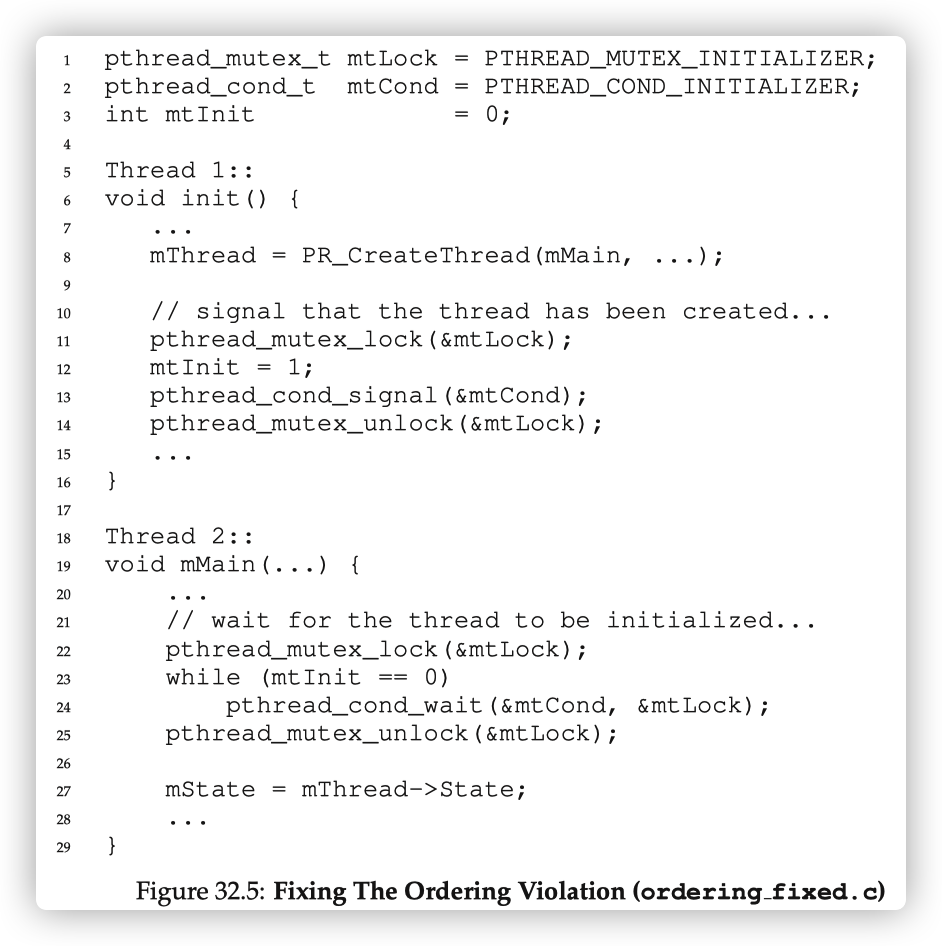 1 pthread_mutex_t mtLock = PTHREAD_MUTEX_INITIALIZER;
2 pthread_cond_t  mtCond = PTHREAD_COND_INITIALIZER;
3 int mtInit             = 0;
4
5 Thread 1::
6 void init() {
7    ...
8    mThread = PR_CreateThread(mMain, ...);
9
10    // signal that the thread has been created...
11    pthread_mutex_lock(&mtLock);
12    mtInit = 1;
13    pthread_cond_signal(&mtCond);
14    pthread_mutex_unlock(&mtLock);
15    ...
16 }
17
18 Thread 2::
19 void mMain(...) {
20     ...
21     // wait for the thread to be initialized...
22     pthread_mutex_lock(&mtLock);
23     while (mtInit == 0)
24         pthread_cond_wait(&mtCond, &mtLock);
25     pthread_mutex_unlock(&mtLock);
26
27     mState = mThread->State;
28     ...
29 }
Figure 32.5: Fixing The Ordering Violation (ordering_fixed.c)